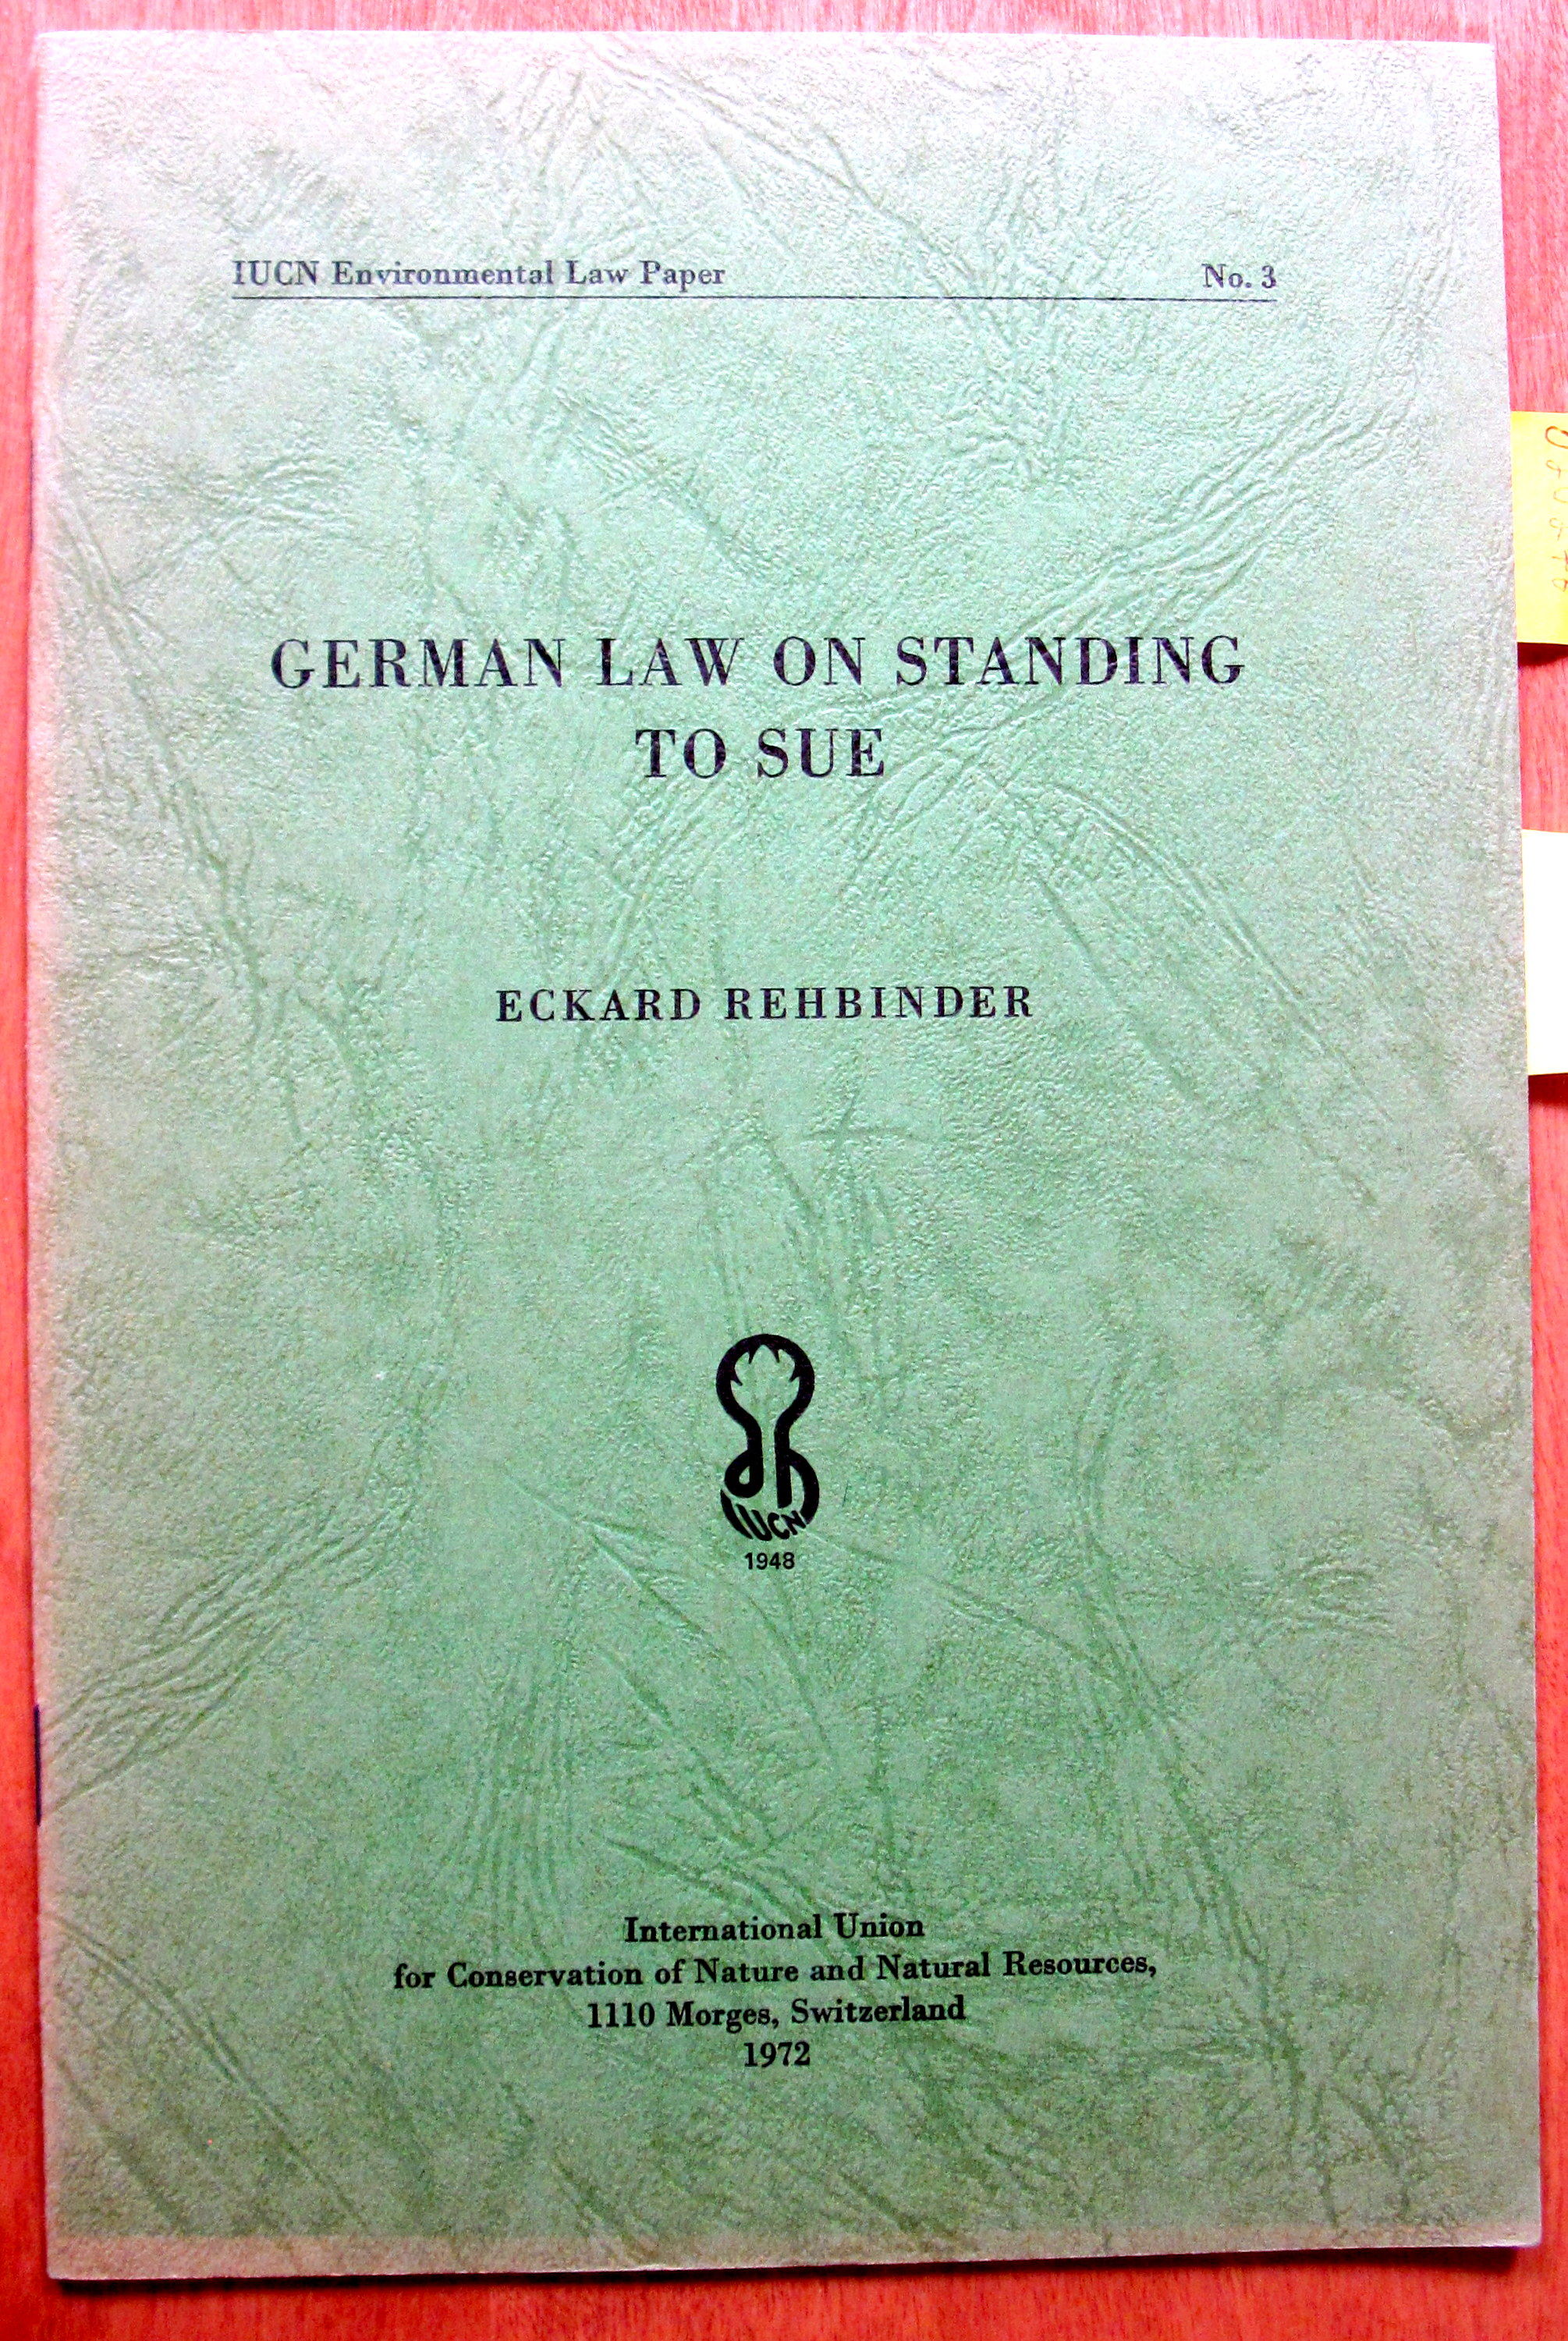 IUCN Environmental Law Paper No. 3
GERMAN LAW ON STANDING
TO SUE
ECKARD REHBINDER
IUCN
1948
International Union
for Conservation of Nature and Natural Resources,
1110 Morges, Switzerland
1972